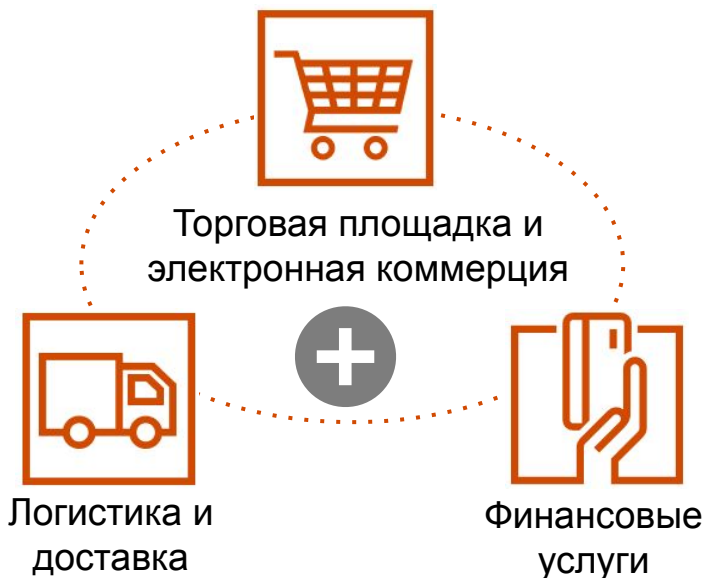 Торговая площадка и
электронная коммерция
Логистика и
доставка
Финансовые
услуги